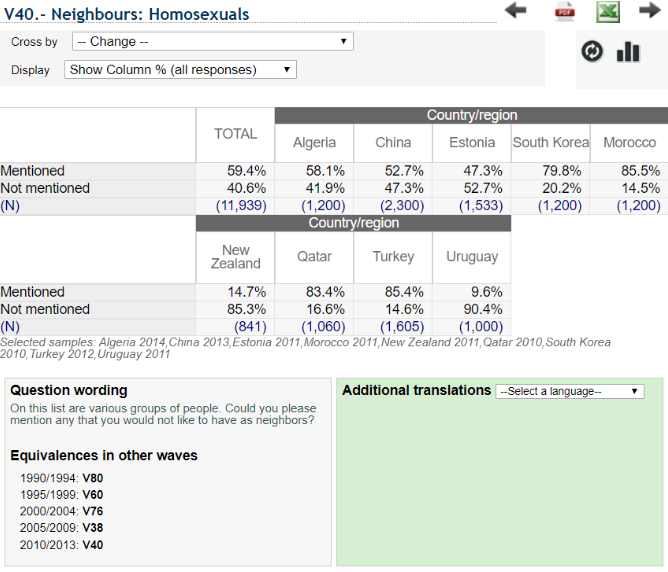 V40.- Neighbours: Homosexuals
PDF
Cross by -- Change --
Display Show Column % (all responses)
Country/region
TOTAL Algeria China Estonia South Korea Morocco
Mentioned 59.4% 58.1% 52.7% 47.3% 79.8% 85.5%
Not mentioned 40.6% 41.9% 47.3% 52.7% 20.2% 14.5%
(N) (11,939) (1,200) (2,300) (1,533) (1,200) (1,200)
Country/region
New Zealand Qatar Turkey Uruguay
Mentioned 14.7% 83.4% 85.4% 9.6%
Not mentioned 85.3% 16.6% 14.6% 90.4%
(N) (841) (1,060) (1,605) (1,000)
Selected samples: Algeria 2014,China 2013,Estonia 2011,Morocco 2011,New Zealand 2011,Qatar 2010,South Korea
2010,Turkey 2012,Uruguay 2011
Question wording
On this list are various groups of people. Could you please
mention any that you would not like to have as neighbors?
Equivalences in other waves
1990/1994: V80
1995/1999: V60
2000/2004: V76
2005/2009: V38
2010/2013: V40
Additional translations --Select a language--